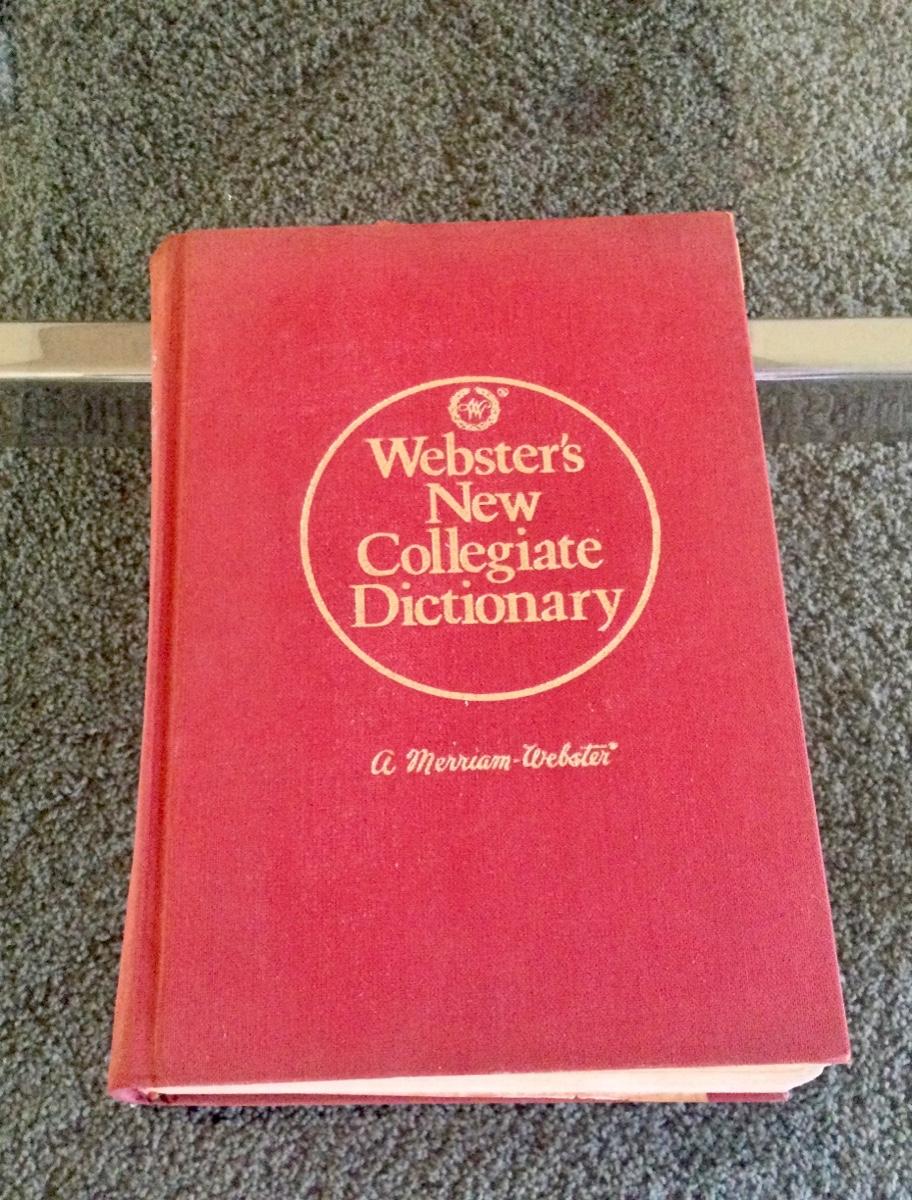 Webster's
New
Collegiate
Dictionary
A Merriam-Webster®